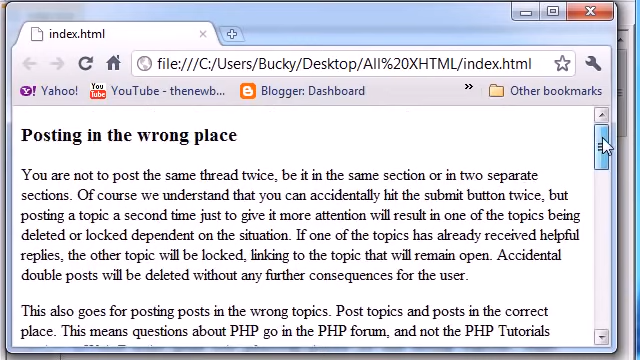 index.html
file:///C:/Users/Bucky/Desktop/All%20XHTML/index.html
Yahoo! You Tube YouTube - thenewb... Blogger: Dashboard » Other bookmarks
Posting in the wrong place
You are not to post the same thread twice, be it in the same section or in two separate
sections. Of course we understand that you can accidentally hit the submit button twice, but
posting a topic a second time just to give it more attention will result in one of the topics being
deleted or locked dependent on the situation. If one of the topics has already received helpful
replies, the other topic will be locked, linking to the topic that will remain open. Accidental
double posts will be deleted without any further consequences for the user.
This also goes for posting posts in the wrong topics. Post topics and posts in the correct
place. This means questions about PHP go in the PHP forum, and not the PHP Tutorials